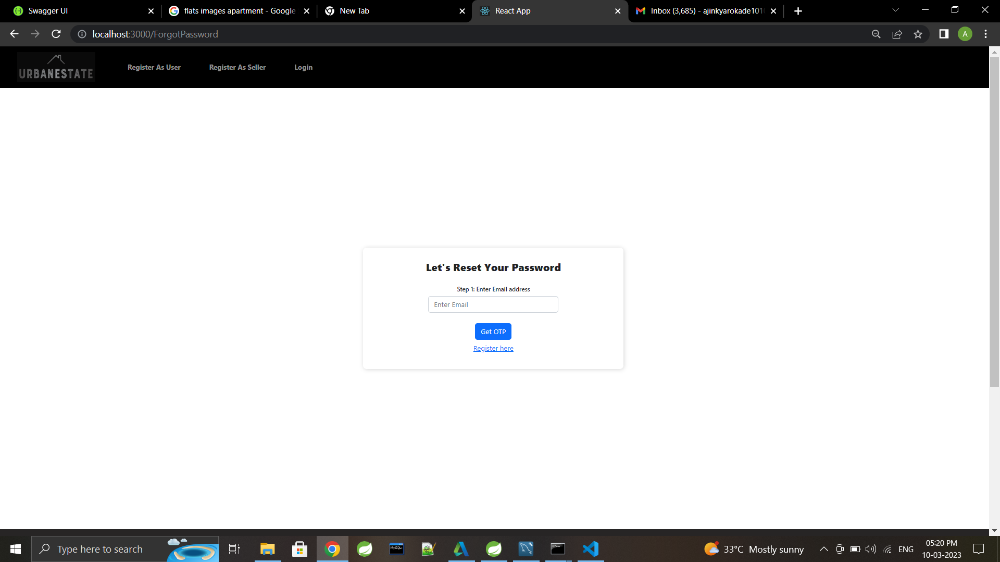 Swagger UI
flats images apartment - Google
New Tab
React App
Inbox (3,685) - ajinkyarokade101
localhost:3000/ForgotPassword
A
URBANESTATE
Register As User
Register As Seller
Login
Let's Reset Your Password
Step 1: Enter Email address
Enter Email
Get OTP
Register here
Type here to search
MySQL
33°C Mostly sunny
ENG
05:20 PM
10-03-2023